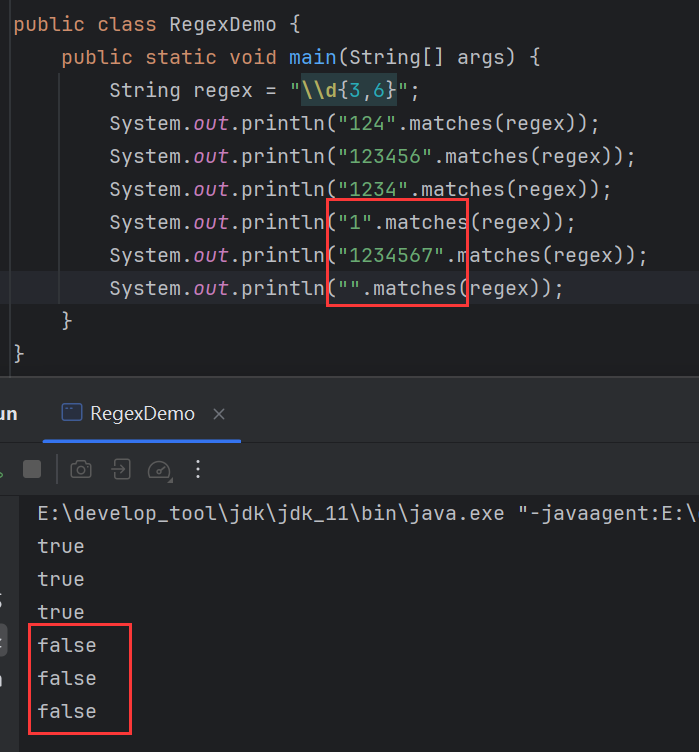 public class RegexDemo {
public static void main(String[] args) {
String regex = "\\d{3,6}";
System.out.println("124".matches(regex));
System.out.println("123456".matches(regex));
System.out.println("1234".matches(regex));
System.out.println("1".matches(regex));
System.out.println("1234567".matches(regex));
System.out.println("".matches(regex));
}
}
un RegexDemo ×
E:\develop_tool\jdk\jdk_11\bin\java.exe "-javaagent:E:\
true
true
true
false
false
false